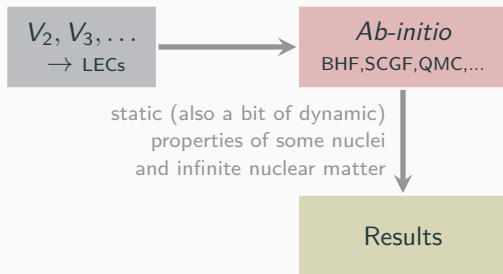 V₂, V₃, …
→ LECs
Ab-initio
BHF,SCGF,QMC,...
static (also a bit of dynamic)
properties of some nuclei
and infinite nuclear matter
Results